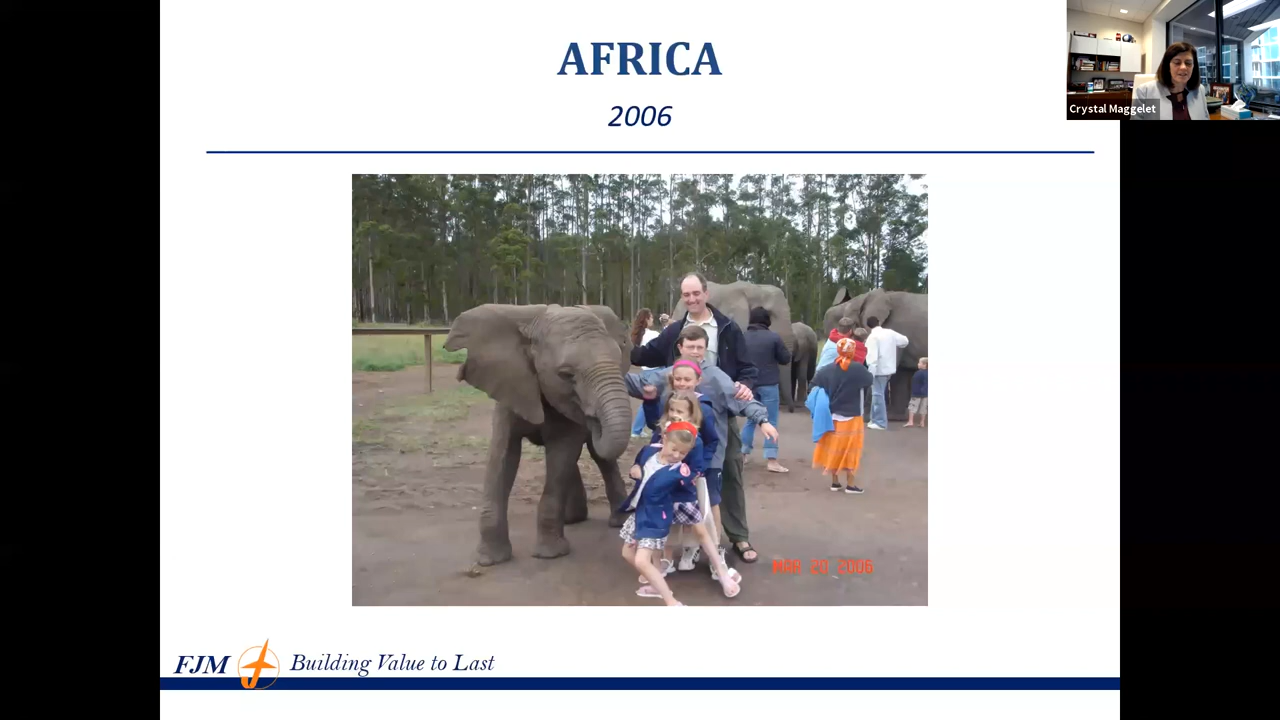 AFRICA
2006
Crystal Maggelet
MAR 20 2006
FJM Building Value to Last